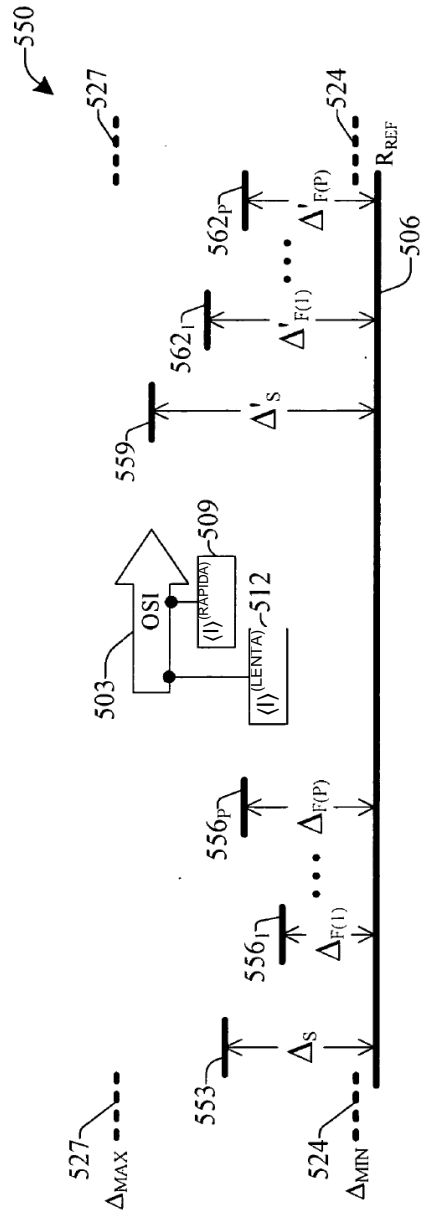 550
527
527
Δ_MAX
562_P
562_1
559
503
OSI
509
⟨I⟩^(RÁPIDA)
512
⟨I⟩^(LENTA)
556_P
556_1
553
524
524
Δ_MIN
Δ_S
Δ_F(1)
Δ_F(P)
Δ'_S
Δ'_F(1)
Δ'_F(P)
R_REF
506